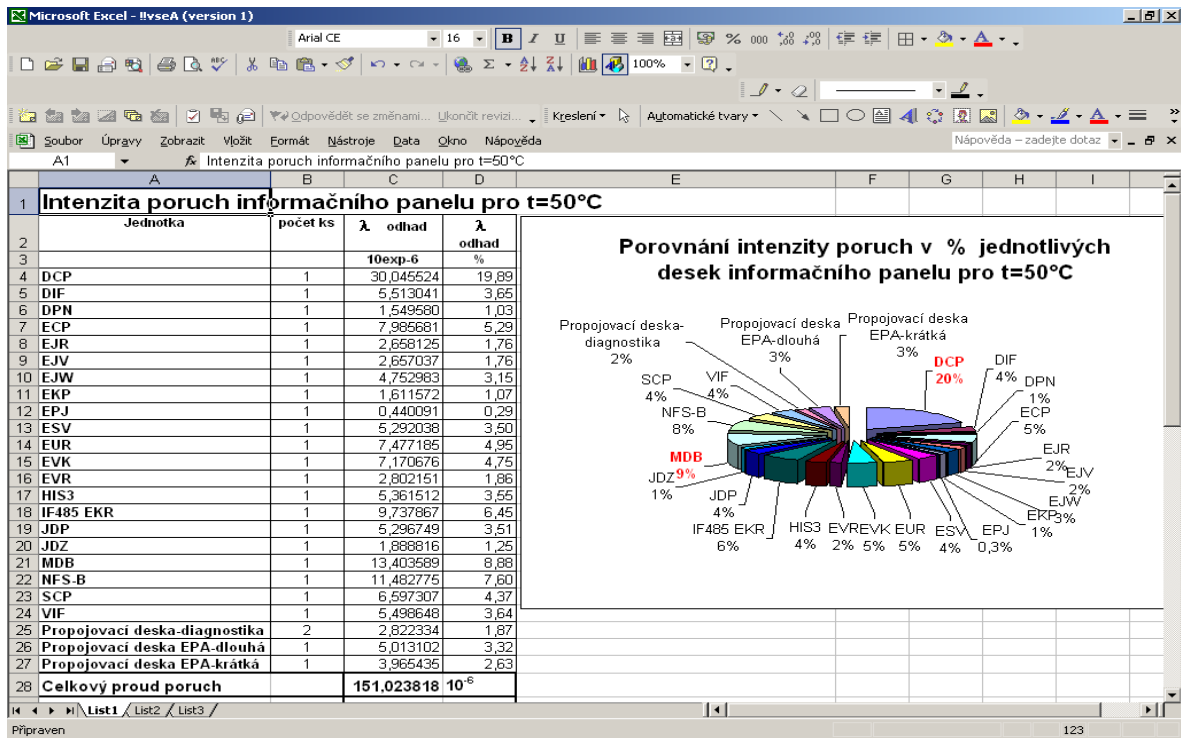 Microsoft Excel - !!vseA (version 1)
Arial CE 16 B I U % 000
100%
Odpovědět se změnami... Ukončit revizi... Kreslení Automatické tvary
Soubor Úpravy Zobrazit Vložit Formát Nástroje Data Okno Nápověda Nápověda – zadejte dotaz
A1 fx Intenzita poruch informačního panelu pro t=50°C
A B C D E F G H I
1 Intenzita poruch informačního panelu pro t=50°C
2 Jednotka počet ks λ odhad λ odhad
3 10exp-6 %
4 DCP 1 30,045524 19,89
5 DIF 1 5,513041 3,65
6 DPN 1 1,549580 1,03
7 ECP 1 7,985681 5,29
8 EJR 1 2,658125 1,76
9 EJV 1 2,657037 1,76
10 EJW 1 4,752983 3,15
11 EKP 1 1,611572 1,07
12 EPJ 1 0,440091 0,29
13 ESV 1 5,292038 3,50
14 EUR 1 7,477185 4,95
15 EVK 1 7,170676 4,75
16 EVR 1 2,802151 1,86
17 HIS3 1 5,361512 3,55
18 IF485 EKR 1 9,737867 6,45
19 JDP 1 5,296749 3,51
20 JDZ 1 1,888816 1,25
21 MDB 1 13,403589 8,88
22 NFS-B 1 11,482775 7,60
23 SCP 1 6,597307 4,37
24 VIF 1 5,498648 3,64
25 Propojovací deska-diagnostika 2 2,822334 1,87
26 Propojovací deska EPA-dlouhá 1 5,013102 3,32
27 Propojovací deska EPA-krátká 1 3,965435 2,63
28 Celkový proud poruch 151,023818 10-6
Porovnání intenzity poruch v % jednotlivých
desek informačního panelu pro t=50°C
Propojovací deska-
diagnostika
2%
Propojovací deska
EPA-dlouhá
3%
Propojovací deska
EPA-krátká
3%
DCP
20%
DIF
4%
DPN
1%
ECP
5%
EJR
2%
EJV
2%
EJW
3%
EKP
1%
EPJ
0,3%
ESV
4%
EUR
5%
EVK
5%
EVR
2%
HIS3
4%
IF485 EKR
6%
JDP
4%
JDZ
1%
MDB
9%
NFS-B
8%
SCP
4%
VIF
4%
List1 List2 List3
Připraven 123